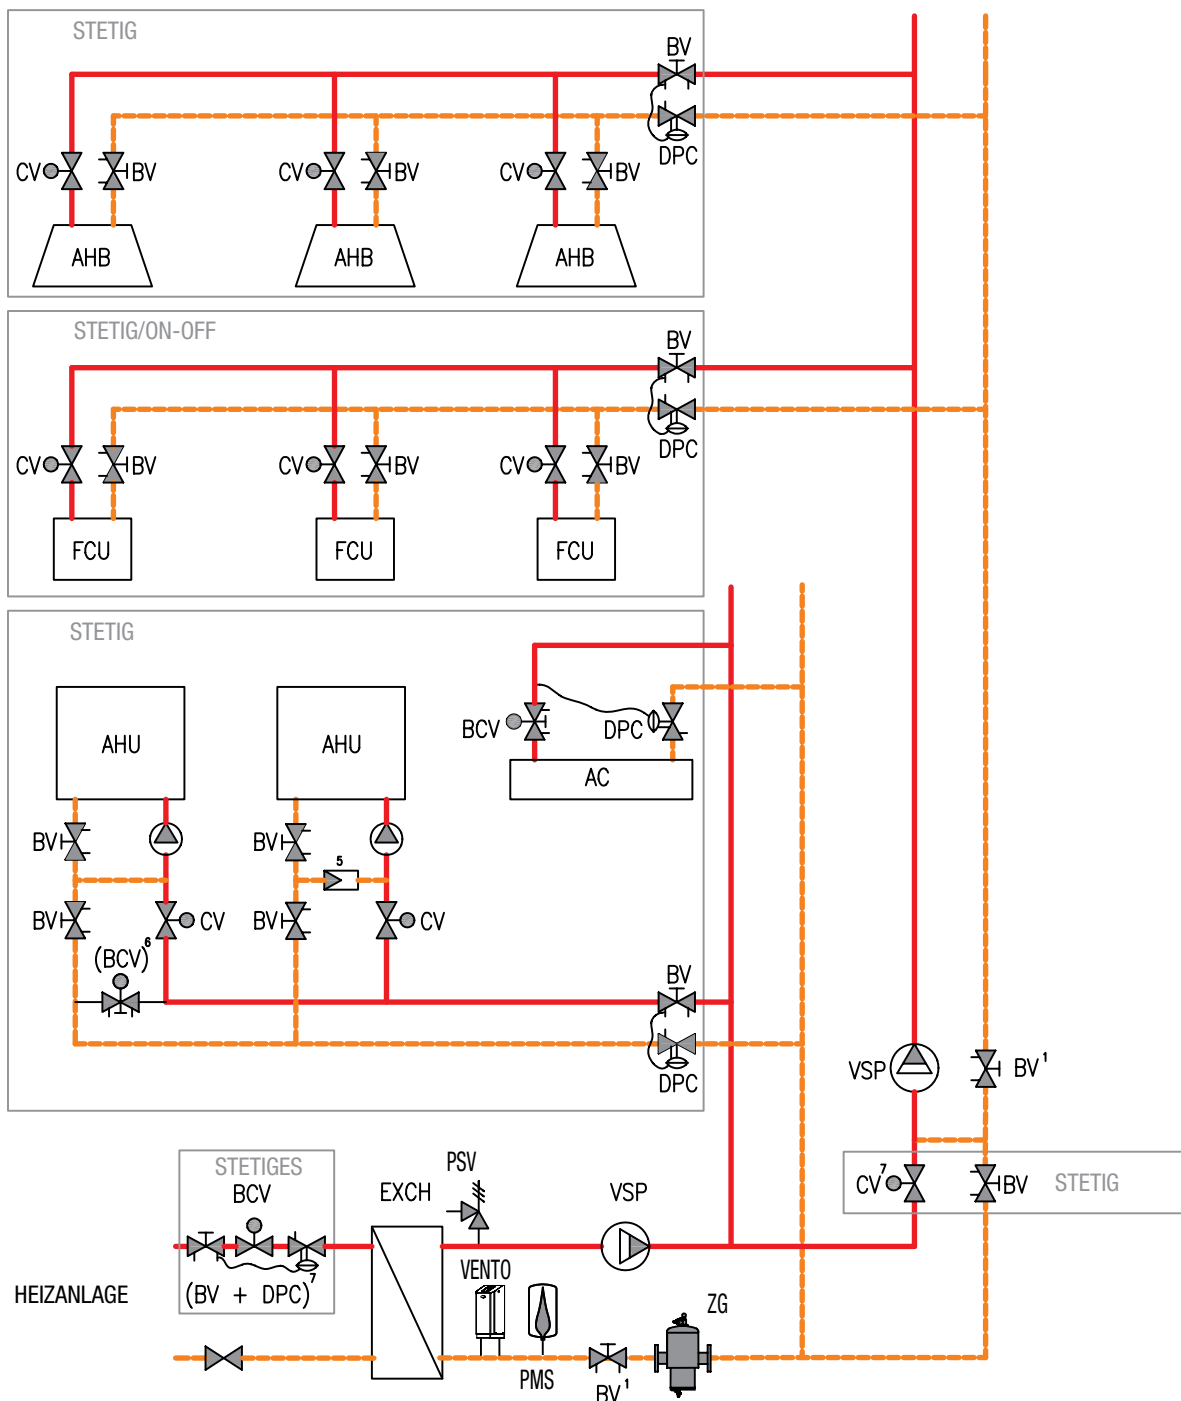 STETIG
BV
DPC
CV BV CV BV CV BV
AHB AHB AHB
STETIG/ON-OFF
BV
DPC
CV BV CV BV CV BV
FCU FCU FCU
STETIG
AHU AHU BCV DPC
AC
BV BV
5
BV CV BV CV
(BCV)6
BV
DPC
VSP BV1
STETIGES
BCV
EXCH PSV VSP
CV7 BV STETIG
HEIZANLAGE
(BV + DPC)7
VENTO
PMS
BV1
ZG